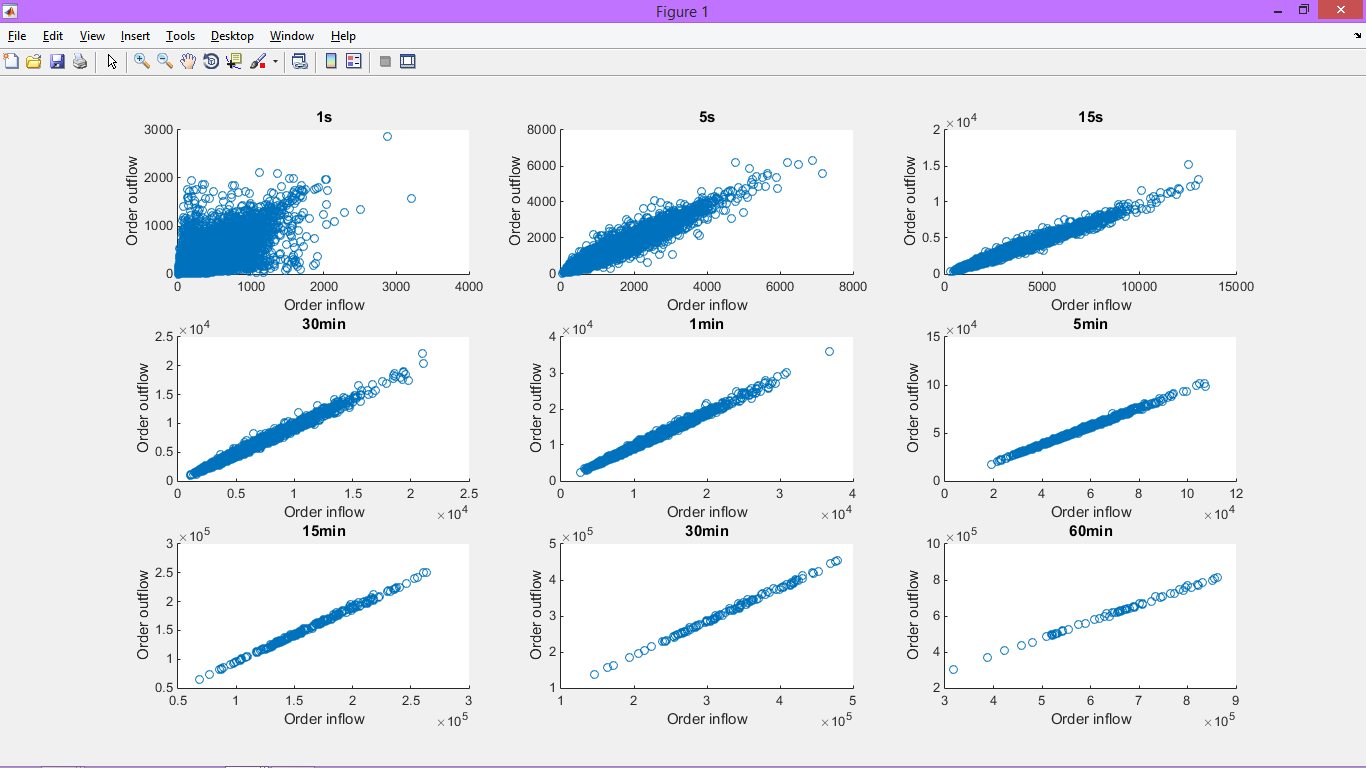 Figure 1
File Edit View Insert Tools Desktop Window Help
1s
3000
2000
1000
0
Order outflow
0 1000 2000 3000 4000
Order inflow
5s
8000
6000
4000
2000
0
Order outflow
0 2000 4000 6000 8000
Order inflow
15s
×10^4
2
1.5
1
0.5
0
Order outflow
0 5000 10000 15000
Order inflow
30min
×10^4
2.5
2
1.5
1
0.5
0
Order outflow
0 0.5 1 1.5 2 2.5
Order inflow
×10^4
1min
×10^4
4
3
2
1
0
Order outflow
0 1 2 3 4
Order inflow
×10^4
5min
×10^4
15
10
5
0
Order outflow
0 2 4 6 8 10 12
Order inflow
×10^4
15min
×10^5
3
2.5
2
1.5
1
0.5
Order outflow
0.5 1 1.5 2 2.5 3
Order inflow
×10^5
30min
×10^5
5
4
3
2
1
Order outflow
1 2 3 4 5
Order inflow
×10^5
60min
×10^5
10
8
6
4
2
Order outflow
3 4 5 6 7 8 9
Order inflow
×10^5